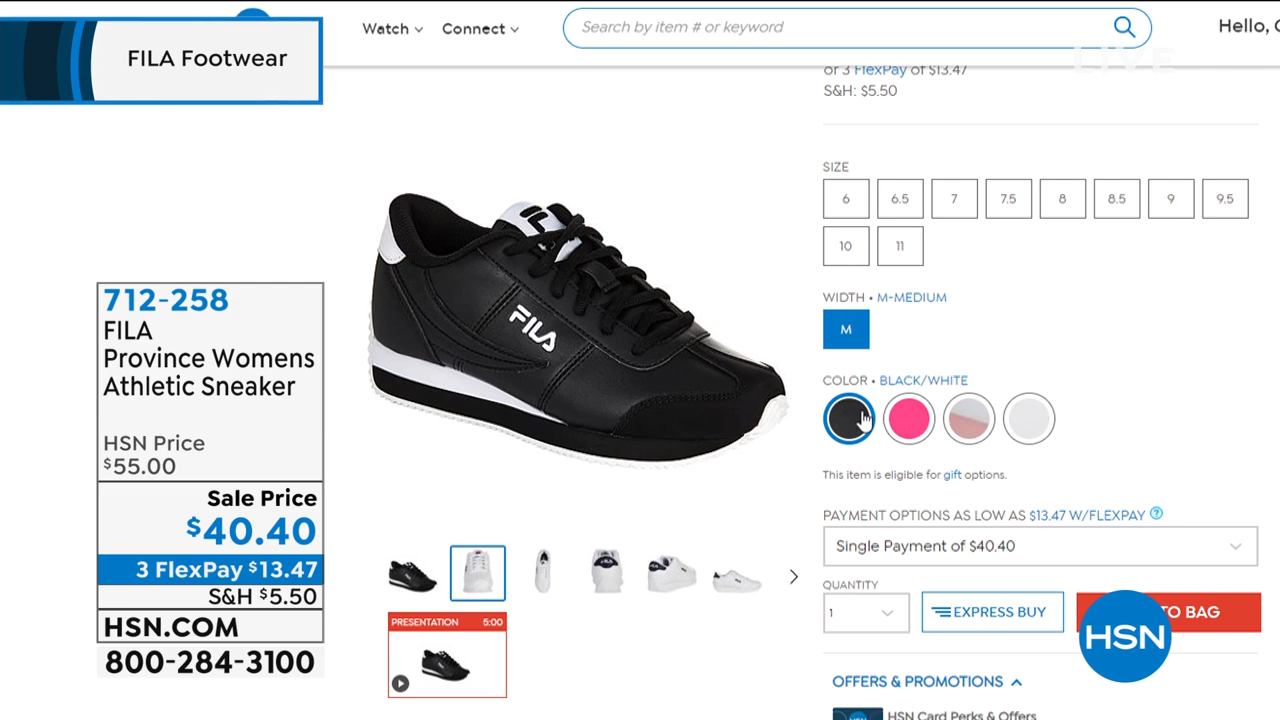 FILA Footwear
Watch
Connect
Search by item # or keyword
Hello,
LIVE
or 3 FlexPay of $13.47
S&H: $5.50
SIZE
6
6.5
7
7.5
8
8.5
9
9.5
10
11
WIDTH • M-MEDIUM
M
COLOR • BLACK/WHITE
This item is eligible for gift options.
PAYMENT OPTIONS AS LOW AS $13.47 W/FLEXPAY ?
Single Payment of $40.40
QUANTITY
1
EXPRESS BUY
TO BAG
HSN
OFFERS & PROMOTIONS
HSN Card Perks & Offers
FILA
FILA
PRESENTATION 5:00
712-258
FILA
Province Womens
Athletic Sneaker
HSN Price
$55.00
Sale Price
$40.40
3 FlexPay $13.47
S&H $5.50
HSN.COM
800-284-3100